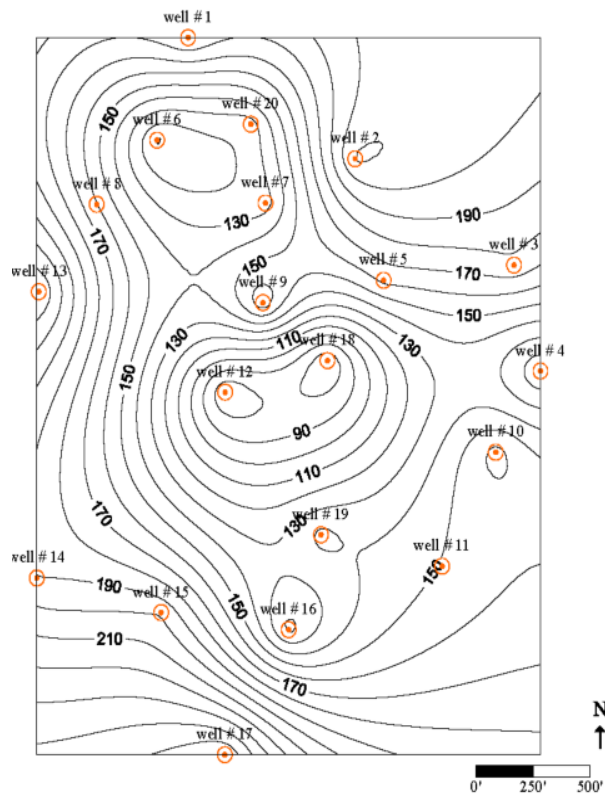 well # 1
150
well # 20
well # 6
well # 2
well # 8
well # 7
190
130
170
well # 3
150
170
well # 5
well # 13
well # 9
150
130
110
130
well # 18
well # 4
150
well # 12
90
well # 10
110
170
130
well # 19
well # 11
well # 14
150
190
well # 15
150
well # 16
210
170
N
well # 17
0'
250'
500'